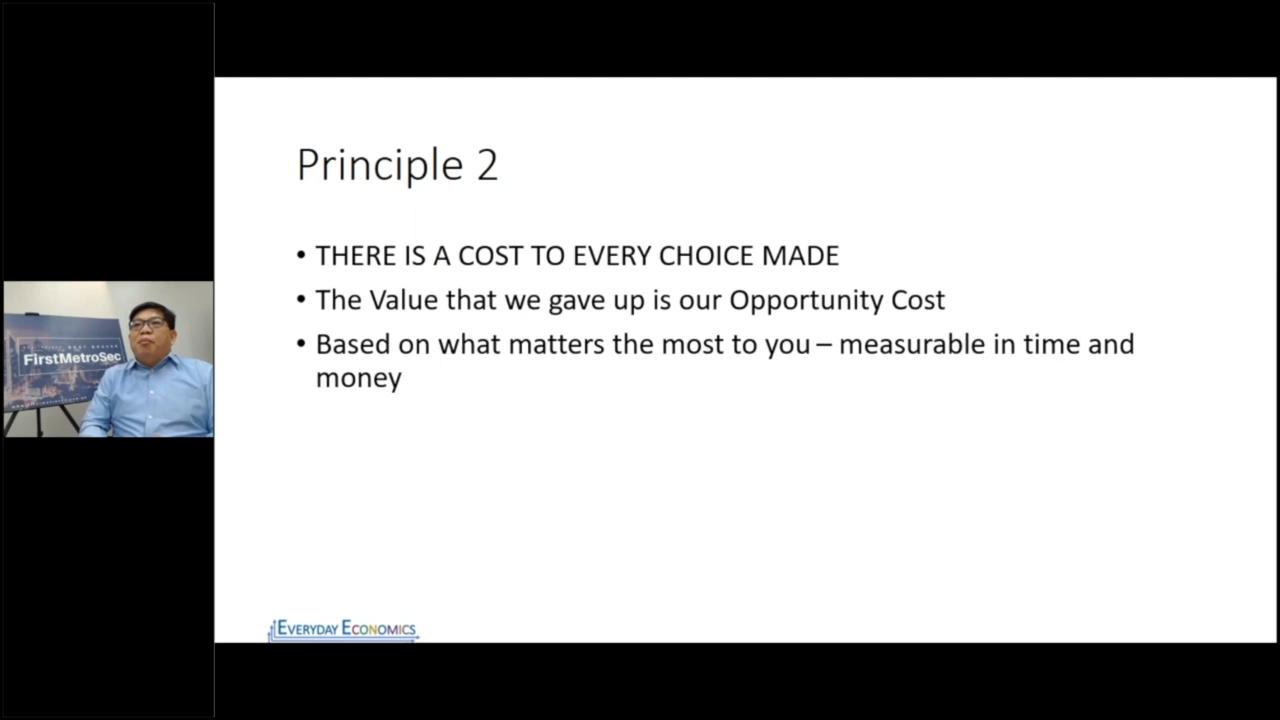 Principle 2
• THERE IS A COST TO EVERY CHOICE MADE
• The Value that we gave up is our Opportunity Cost
• Based on what matters the most to you – measurable in time and
money
FirstMetroSec
EVERYDAY ECONOMICS